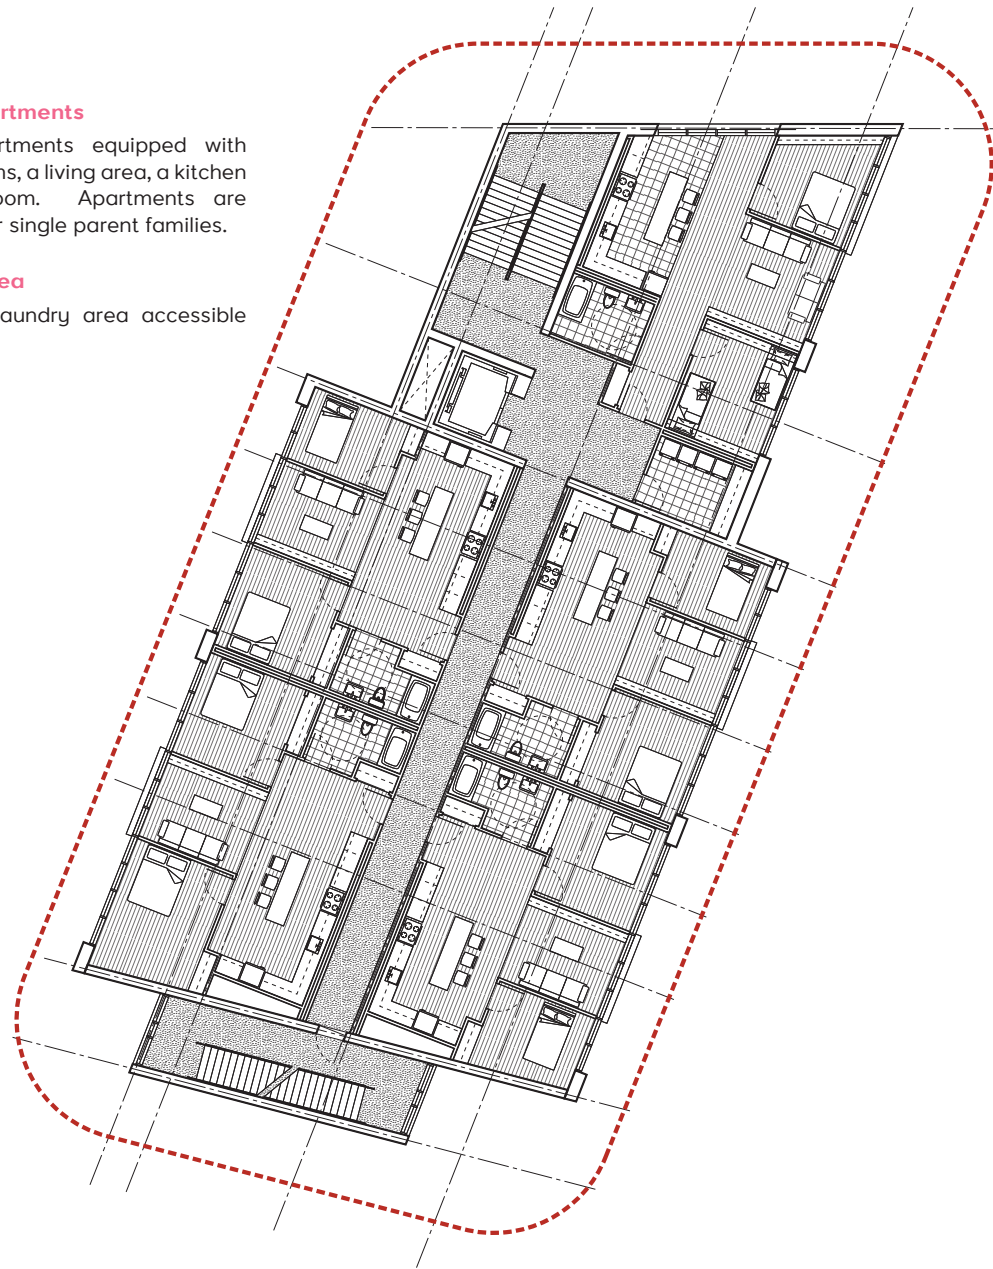 rtments
rtments equipped with
ns, a living area, a kitchen
oom. Apartments are
r single parent families.
ea
aundry area accessible